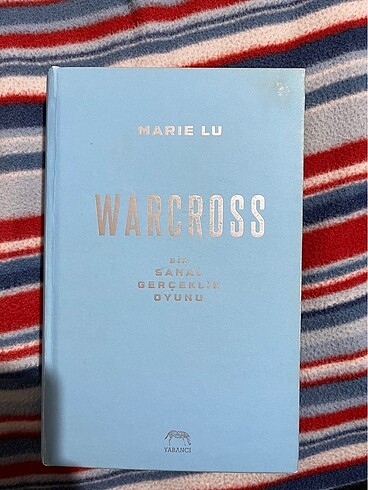 MARIE LU
WARCROSS
BİR
SANAL
GERÇEKLİK
OYUNU
YABANCI